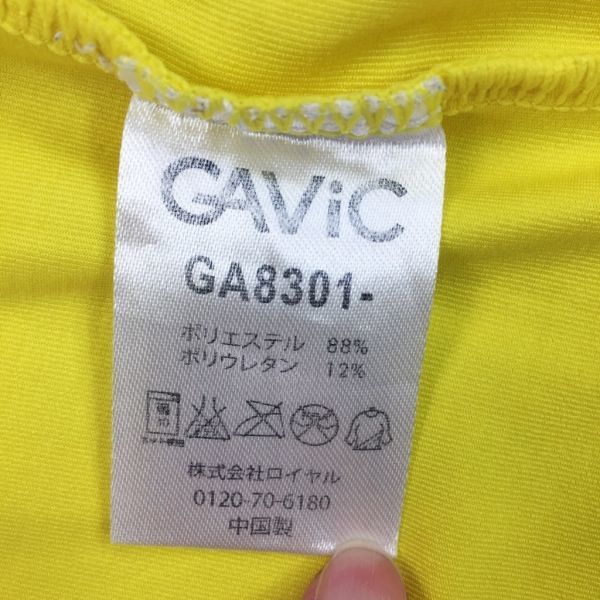 GAViC
GA8301-
ポリエステル 88%
ポリウレタン 12%
株式会社ロイヤル
0120-70-6180
中国製